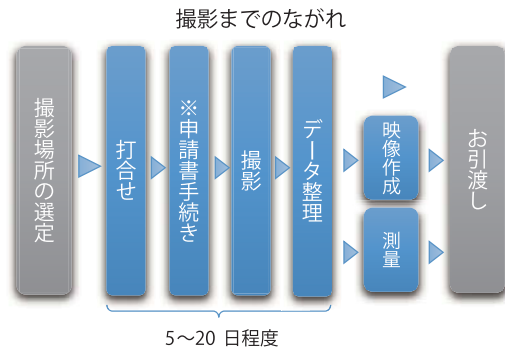 撮影までのながれ
撮影場所の選定
打合せ
※申請書手続き
撮影
データ整理
映像作成
測量
お引渡し
5～20 日程度